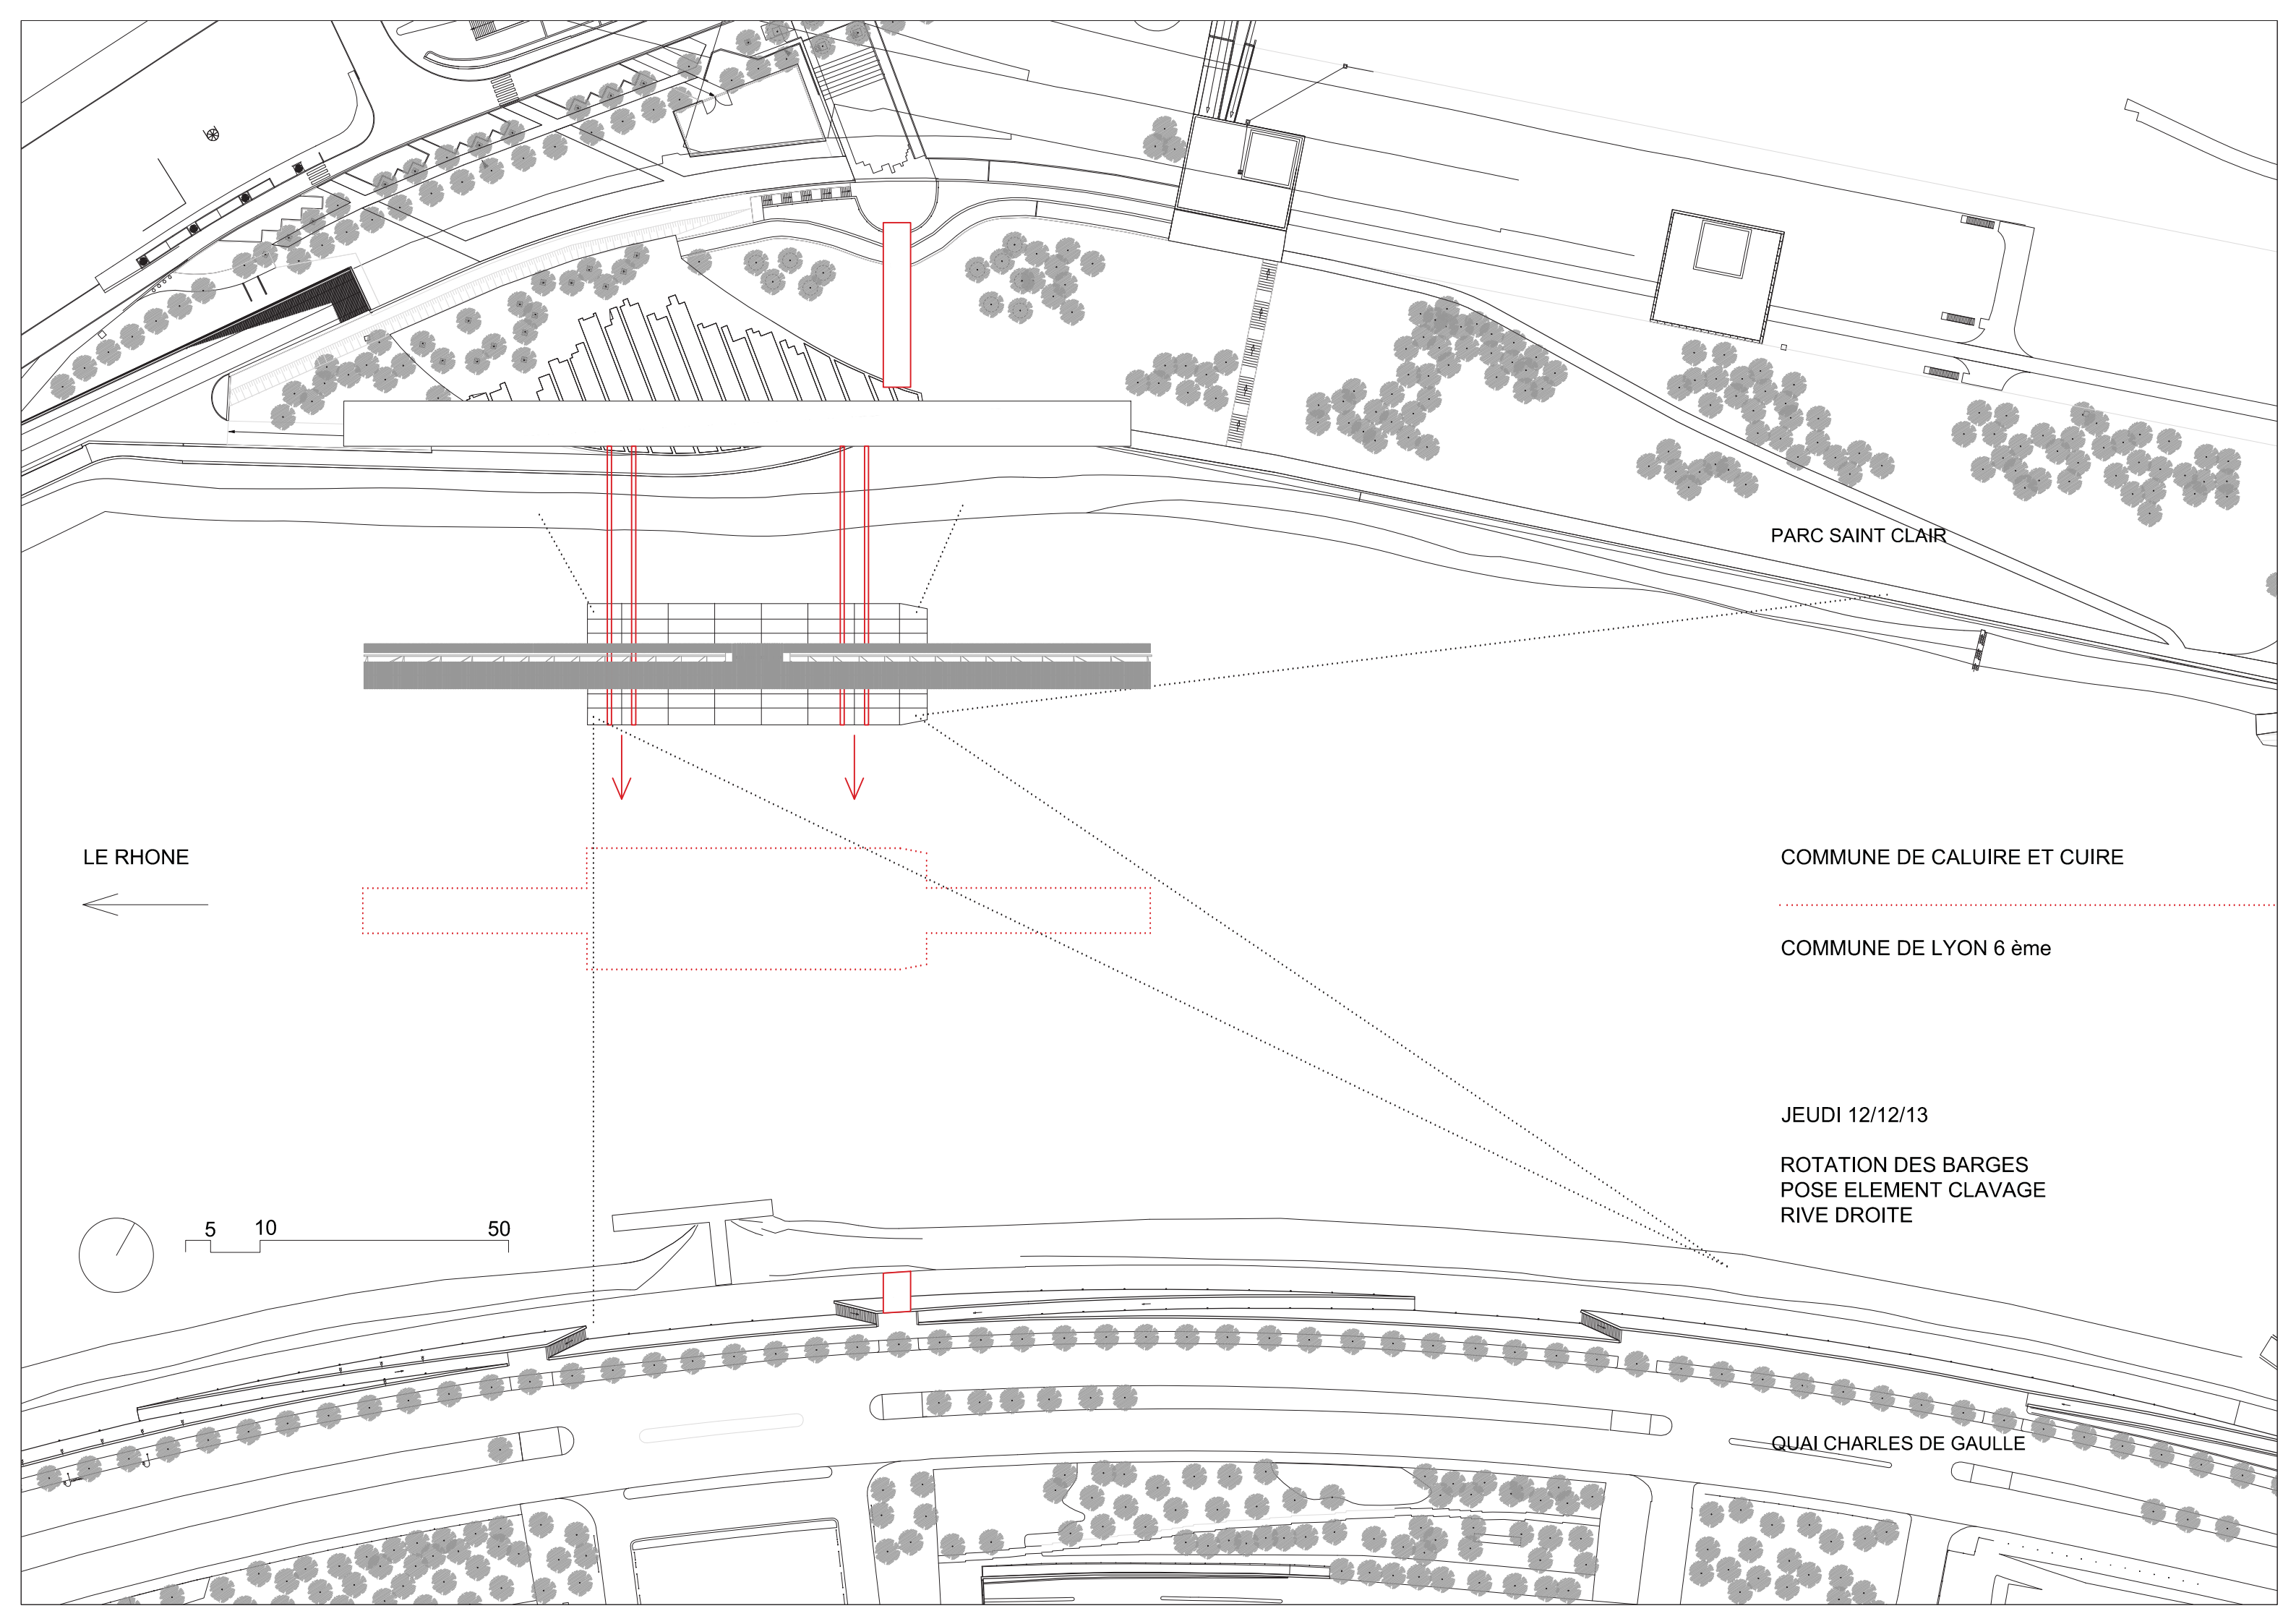 PARC SAINT CLAIR
LE RHONE
COMMUNE DE CALUIRE ET CUIRE
COMMUNE DE LYON 6 ème
JEUDI 12/12/13
ROTATION DES BARGES
POSE ELEMENT CLAVAGE
RIVE DROITE
5 10 50
QUAI CHARLES DE GAULLE